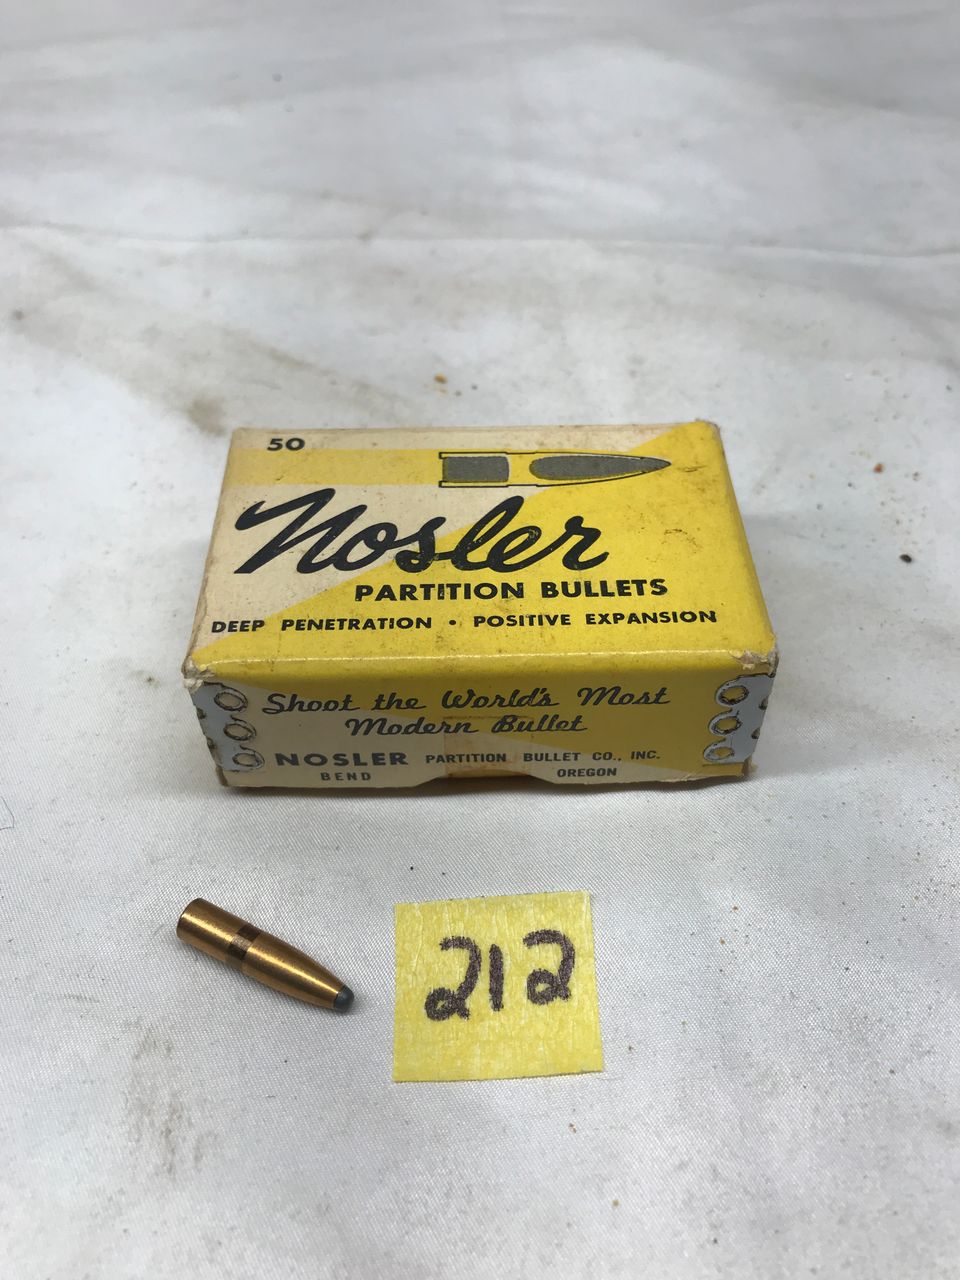 50
Nosler
PARTITION BULLETS
DEEP PENETRATION • POSITIVE EXPANSION
Shoot the World's Most
Modern Bullet
NOSLER PARTITION BULLET CO., INC.
BEND OREGON
212